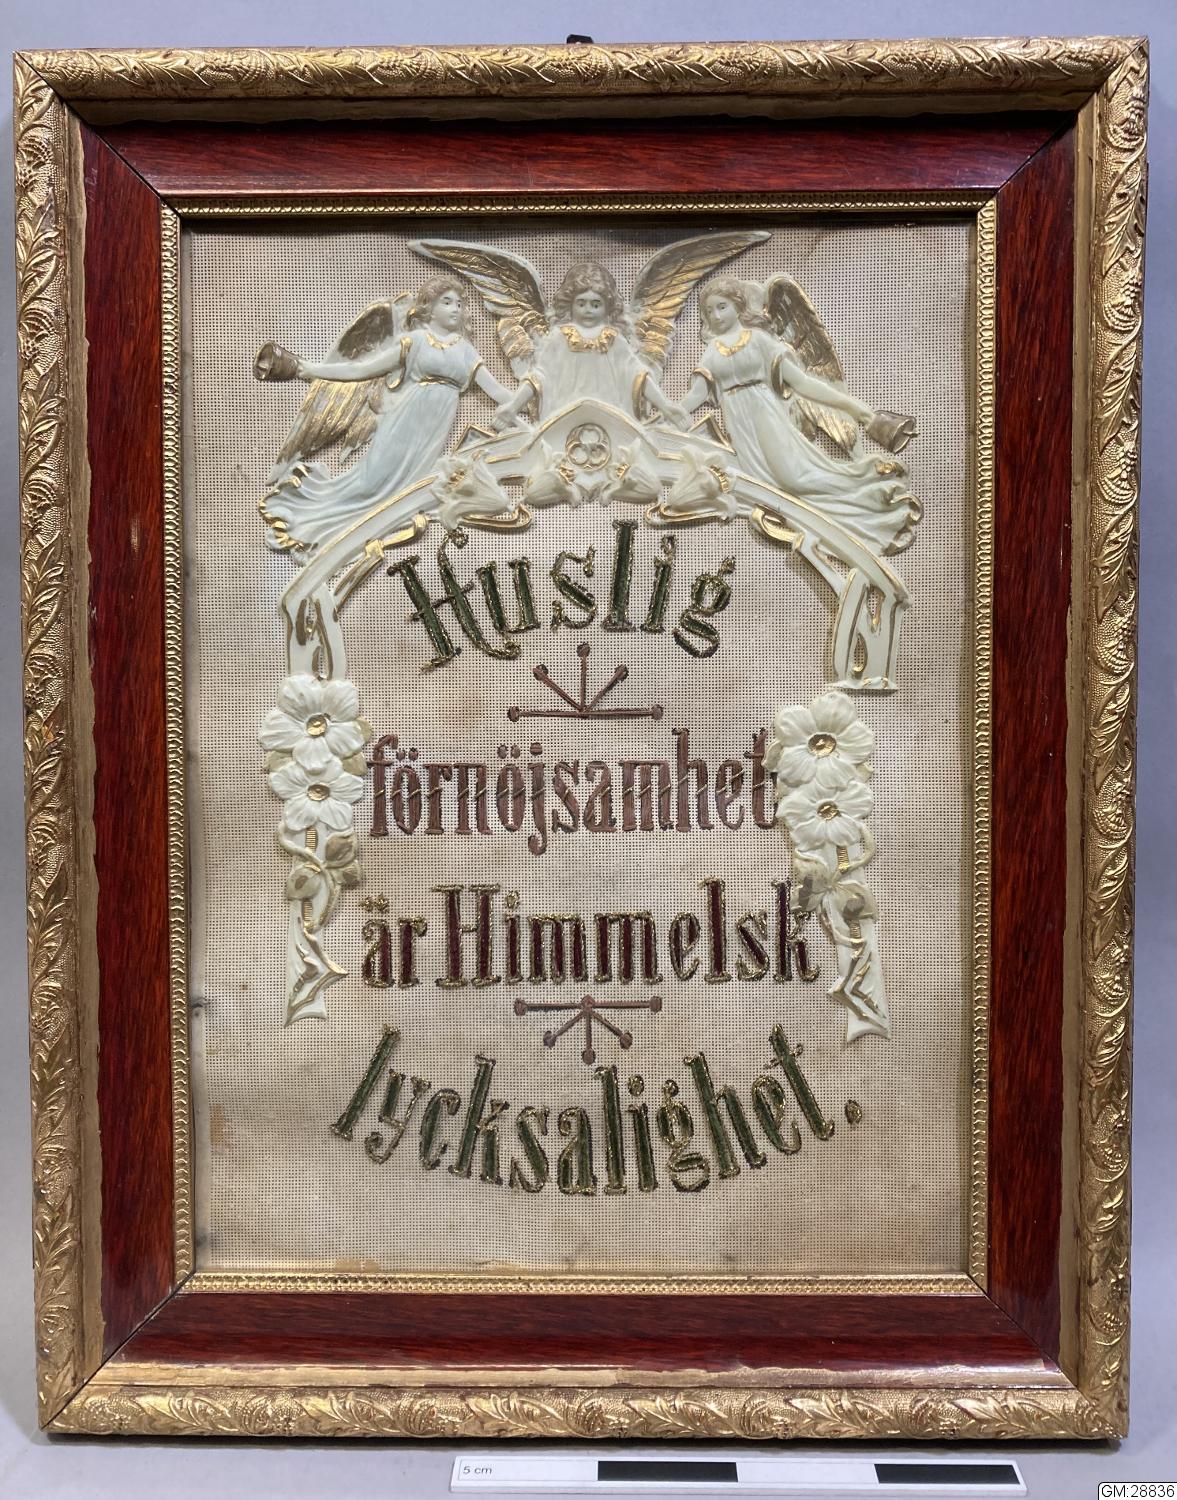 Huslig
förnöjsamhet
är Himmelsk
lycksalighet.
5 cm
GM:28836